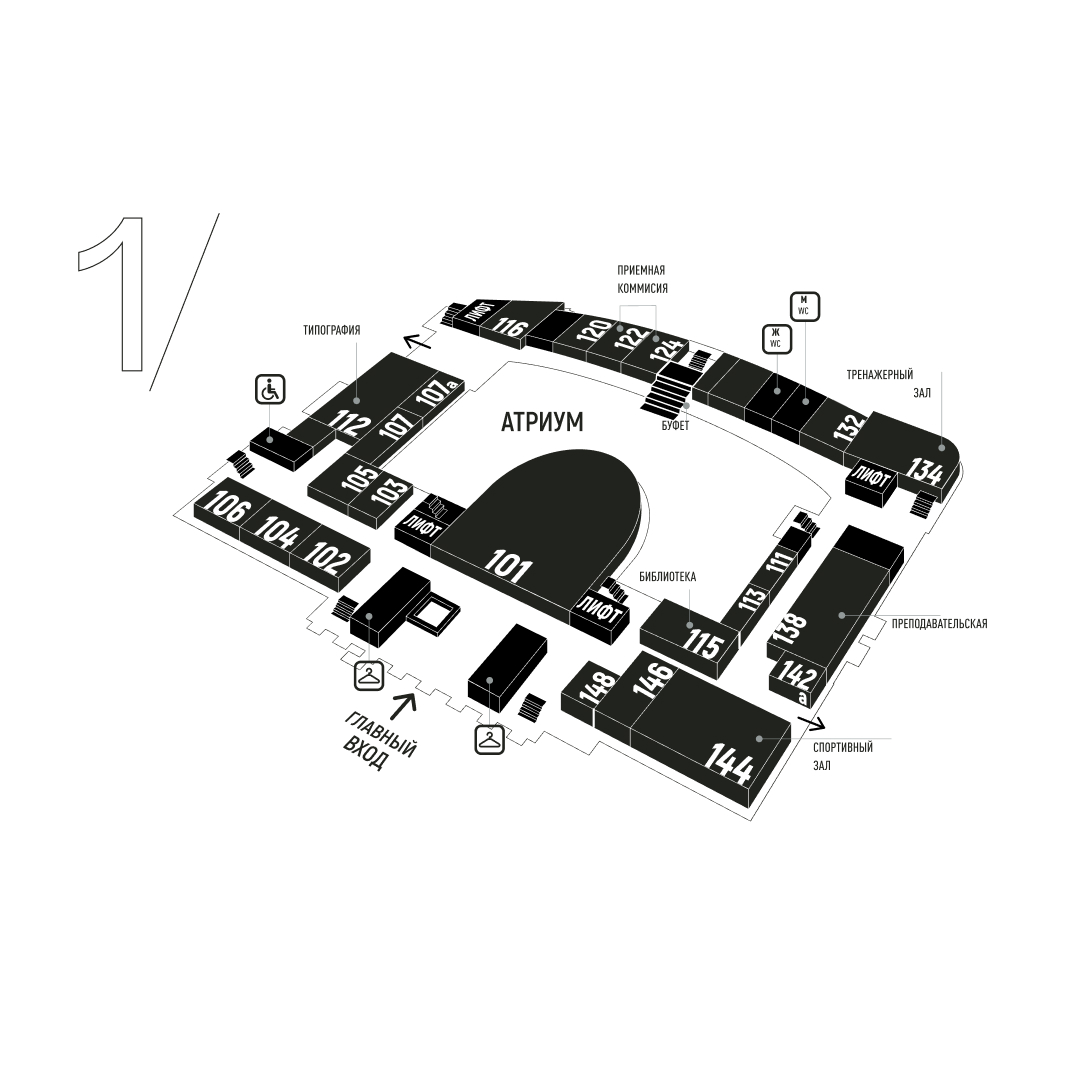 1/
ПРИЕМНАЯ
КОММИСИЯ
М
WC
Ж
WC
ТИПОГРАФИЯ
ЛИФТ
116
120
122
124
ТРЕНАЖЕРНЫЙ
ЗАЛ
107а
107
112
АТРИУМ
БУФЕТ
132
134
ЛИФТ
105
103
106
104
102
ЛИФТ
101
ЛИФТ
БИБЛИОТЕКА
111
113
115
138
ПРЕПОДАВАТЕЛЬСКАЯ
142
а
148
146
144
СПОРТИВНЫЙ
ЗАЛ
ГЛАВНЫЙ
ВХОД